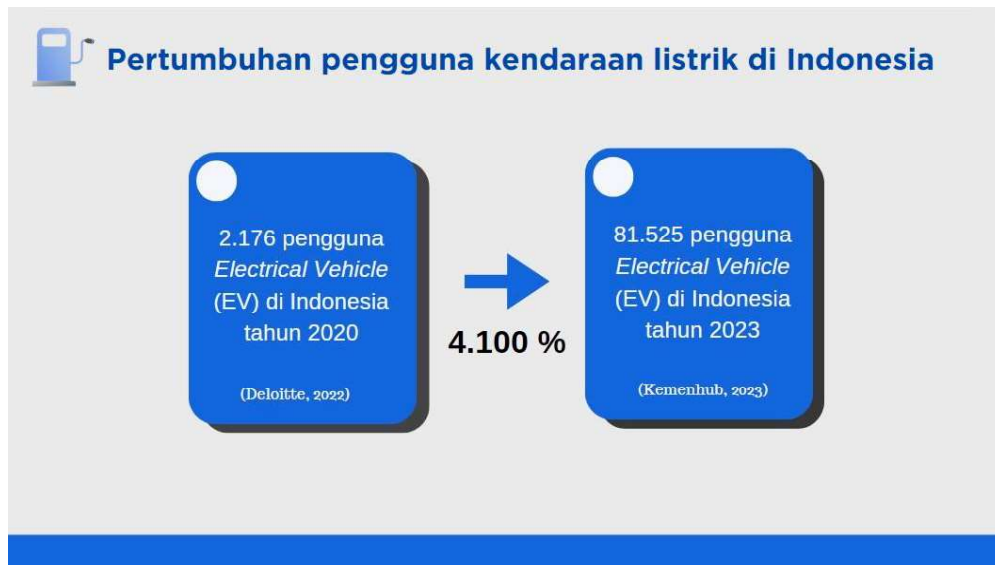 Pertumbuhan pengguna kendaraan listrik di Indonesia
2.176 pengguna
Electrical Vehicle
(EV) di Indonesia
tahun 2020
(Deloitte, 2022)
4.100 %
81.525 pengguna
Electrical Vehicle
(EV) di Indonesia
tahun 2023
(Kemenhub, 2023)